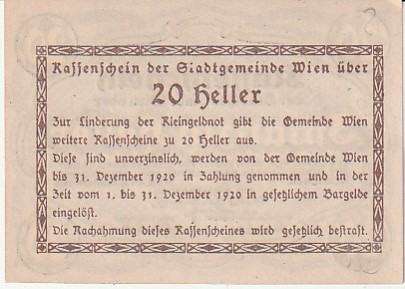 Kassenschein der Stadtgemeinde Wien über
20 Heller
Zur Linderung der Kleingeldnot gibt die Gemeinde Wien
weitere Kassenscheine zu 20 Heller aus.
Diese sind unverzinslich, werden von der Gemeinde Wien
bis 31. Dezember 1920 in Zahlung genommen und in der
Zeit vom 1. bis 31. Dezember 1920 in gesetzlichem Bargelde
eingelöst.
Die Nachahmung dieses Kassenscheines wird gesetzlich bestraft.